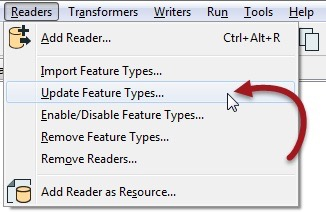 Readers Transformers Writers Run Tools Help
Add Reader... Ctrl+Alt+R
Import Feature Types...
Update Feature Types...
Enable/Disable Feature Types...
Remove Feature Types...
Remove Readers...
Add Reader as Resource...